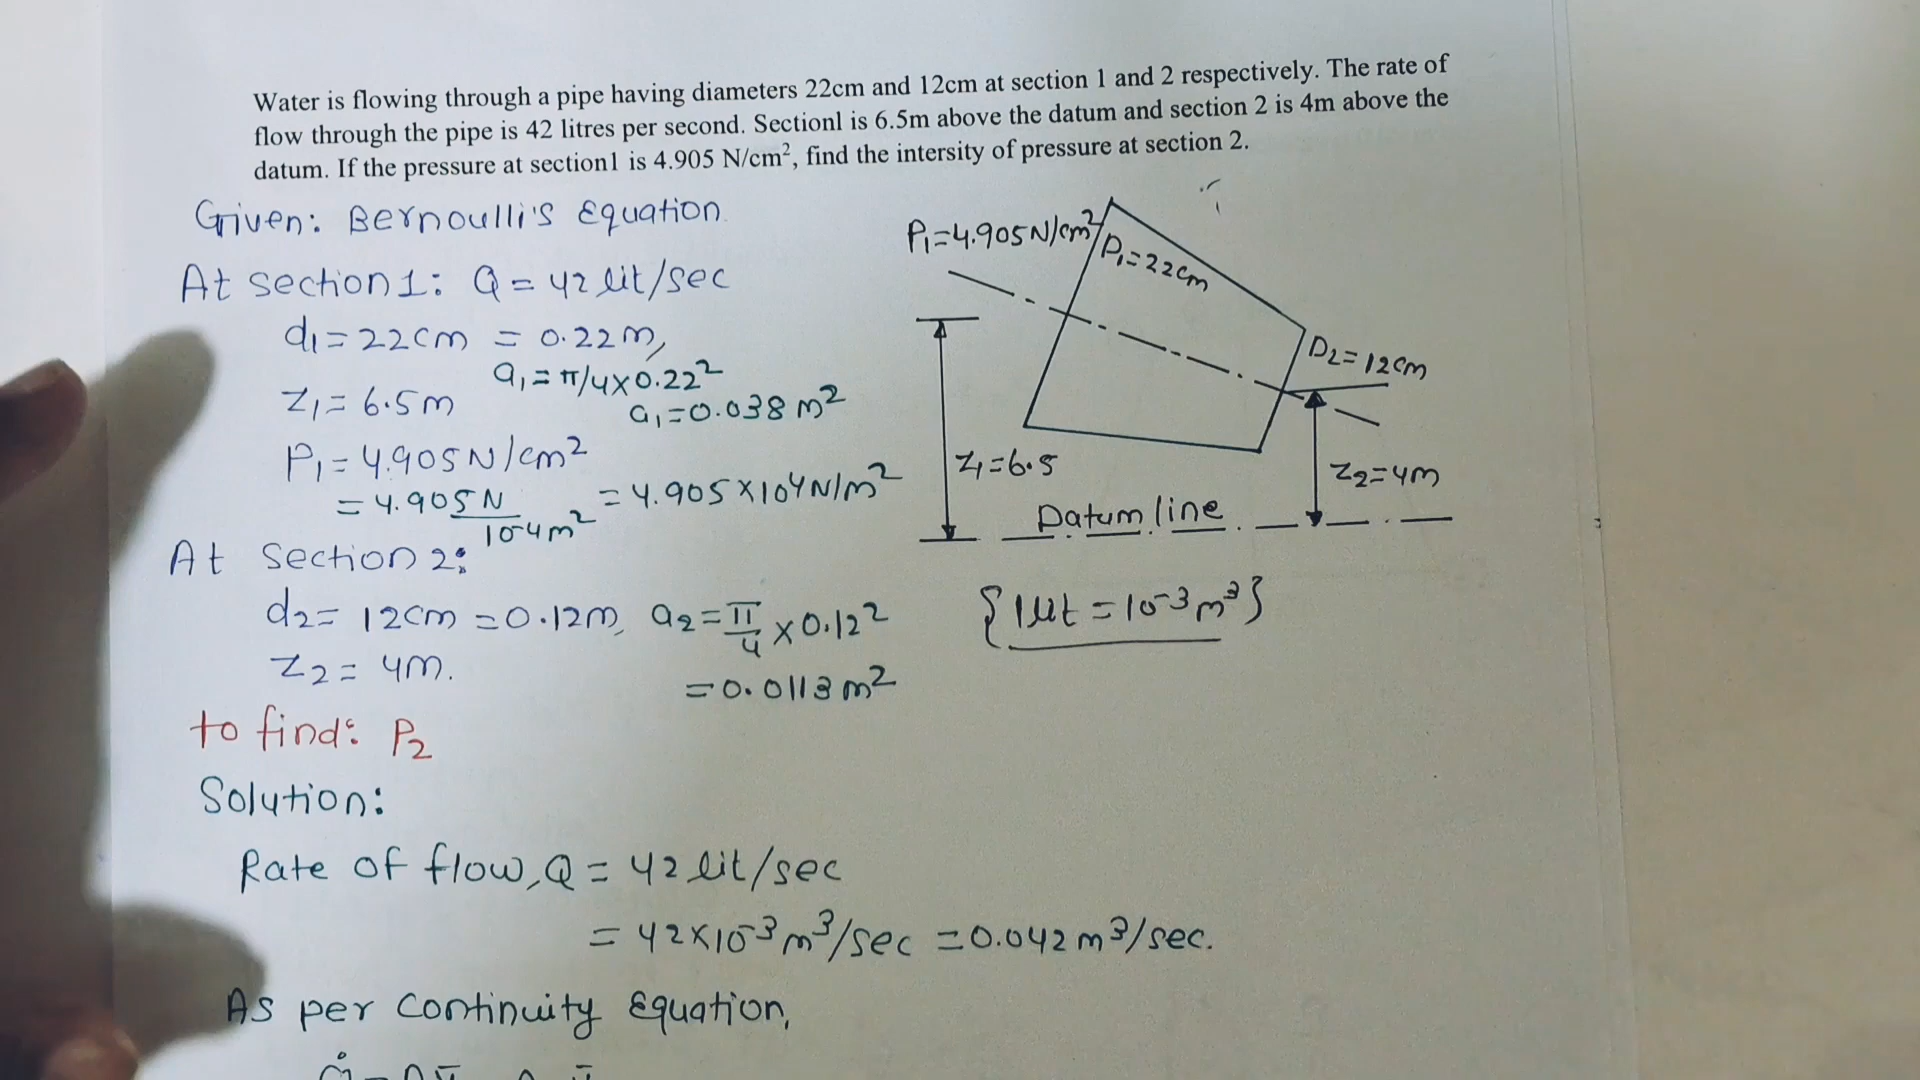 Water is flowing through a pipe having diameters 22cm and 12cm at section 1 and 2 respectively. The rate of
flow through the pipe is 42 litres per second. Section1 is 6.5m above the datum and section 2 is 4m above the
datum. If the pressure at section1 is 4.905 N/cm², find the intersity of pressure at section 2.
Given: Bernoulli's Equation
At section 1: Q = 42 lit/sec
d₁ = 22cm = 0.22m,
a₁ = π/4 x 0.22²
Z₁ = 6.5m
a₁ = 0.038 m²
P₁ = 4.905 N/cm²
= 4.905 N / 10-4m² = 4.905 x 10⁴ N/m²
At section 2:
d₂ = 12cm = 0.12m, a₂ = π/4 x 0.12²
Z₂ = 4m.
= 0.0113 m²
to find: P₂
Solution:
Rate of flow, Q = 42 lit/sec
= 42x10⁻³ m³/sec = 0.042 m³/sec.
As per Continuity Equation,
P₁=4.905 N/cm²
D₁=22cm
D₂=12cm
Z₁=6.5
Z₂=4m
Datum line
{1 lit = 10⁻³ m³}